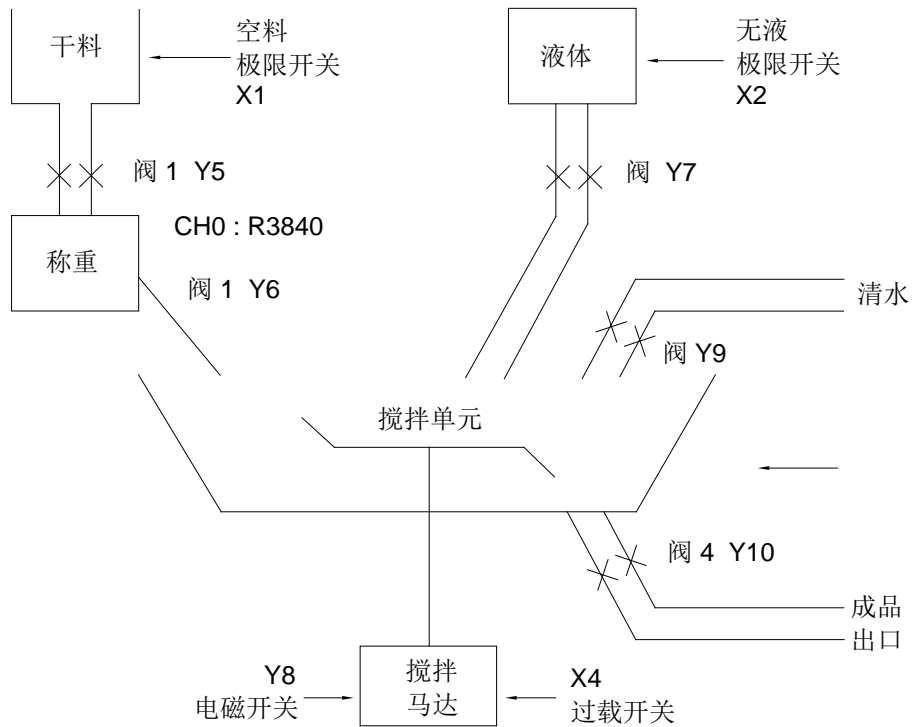 干料
空料
极限开关
X1
液体
无液
极限开关
X2
阀 1 Y5
阀 Y7
CH0 : R3840
称重
阀 1 Y6
清水
阀 Y9
搅拌单元
阀 4 Y10
成品
出口
Y8
电磁开关
搅拌
马达
X4
过载开关